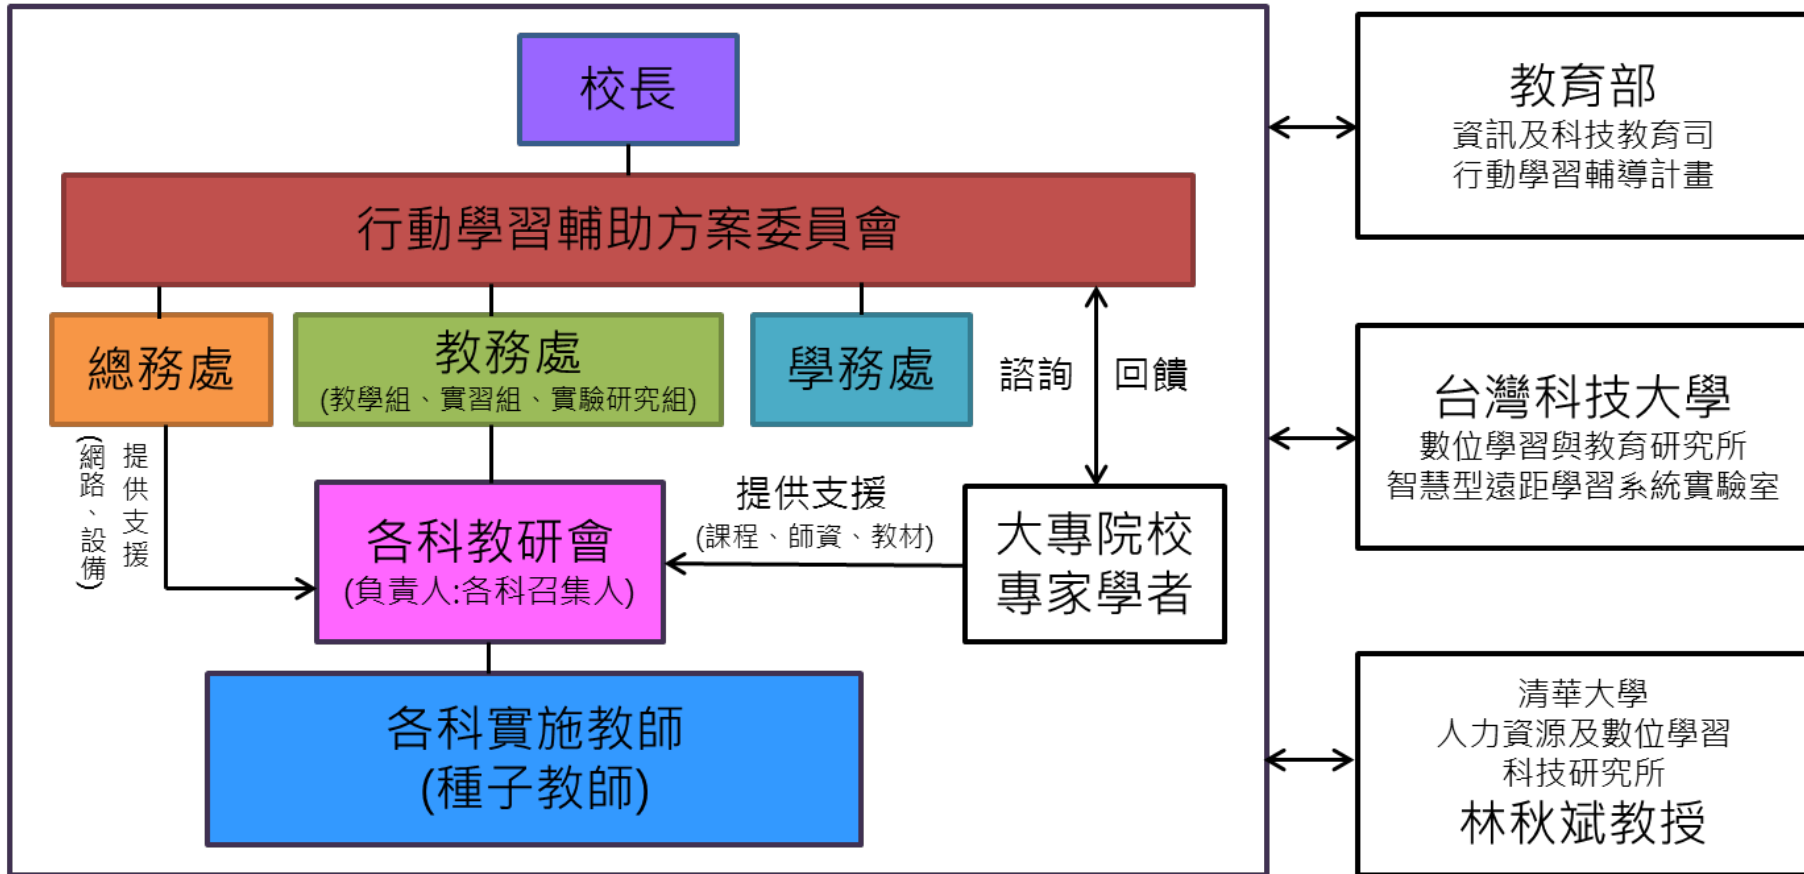 校長
行動學習輔助方案委員會
總務處
教務處
(教學組、實習組、實驗研究組)
學務處
諮詢
回饋
提供支援
(網路、設備)
各科教研會
(負責人:各科召集人)
提供支援
(課程、師資、教材)
大專院校
專家學者
各科實施教師
(種子教師)
教育部
資訊及科技教育司
行動學習輔導計畫
台灣科技大學
數位學習與教育研究所
智慧型遠距學習系統實驗室
清華大學
人力資源及數位學習
科技研究所
林秋斌教授